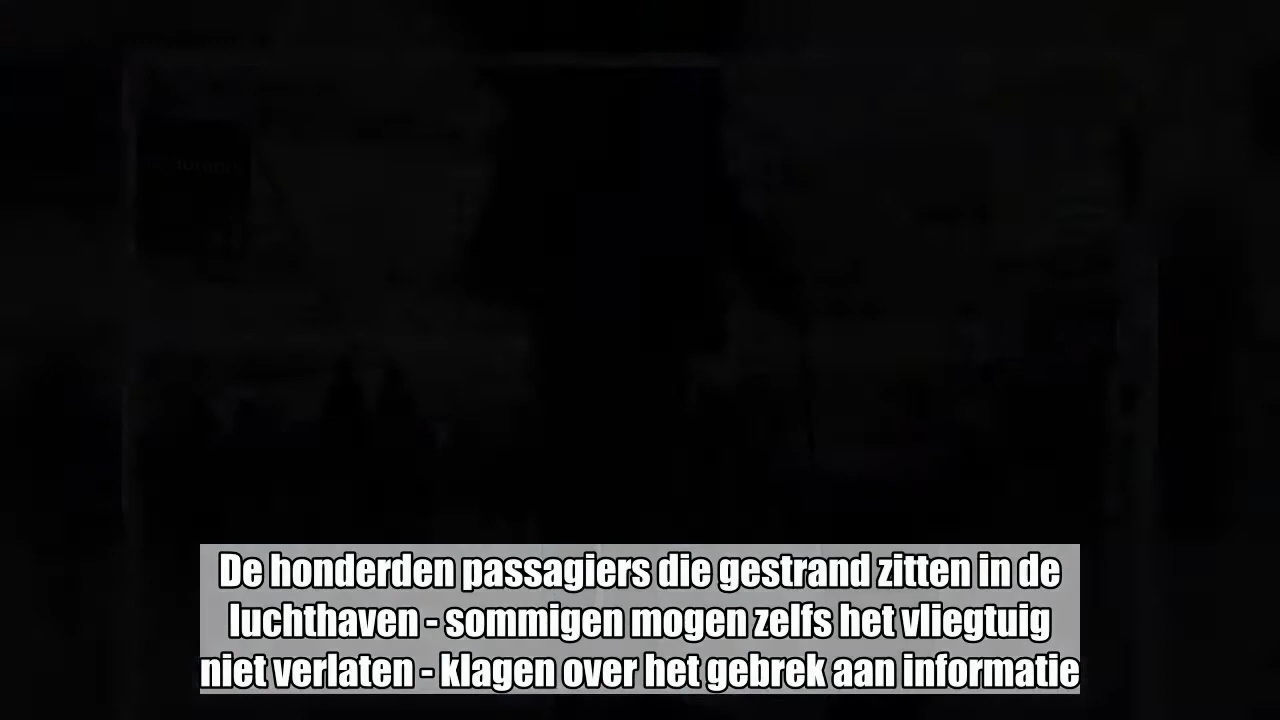 De honderden passagiers die gestrand zitten in de
luchthaven - sommigen mogen zelfs het vliegtuig
niet verlaten - klagen over het gebrek aan informatie